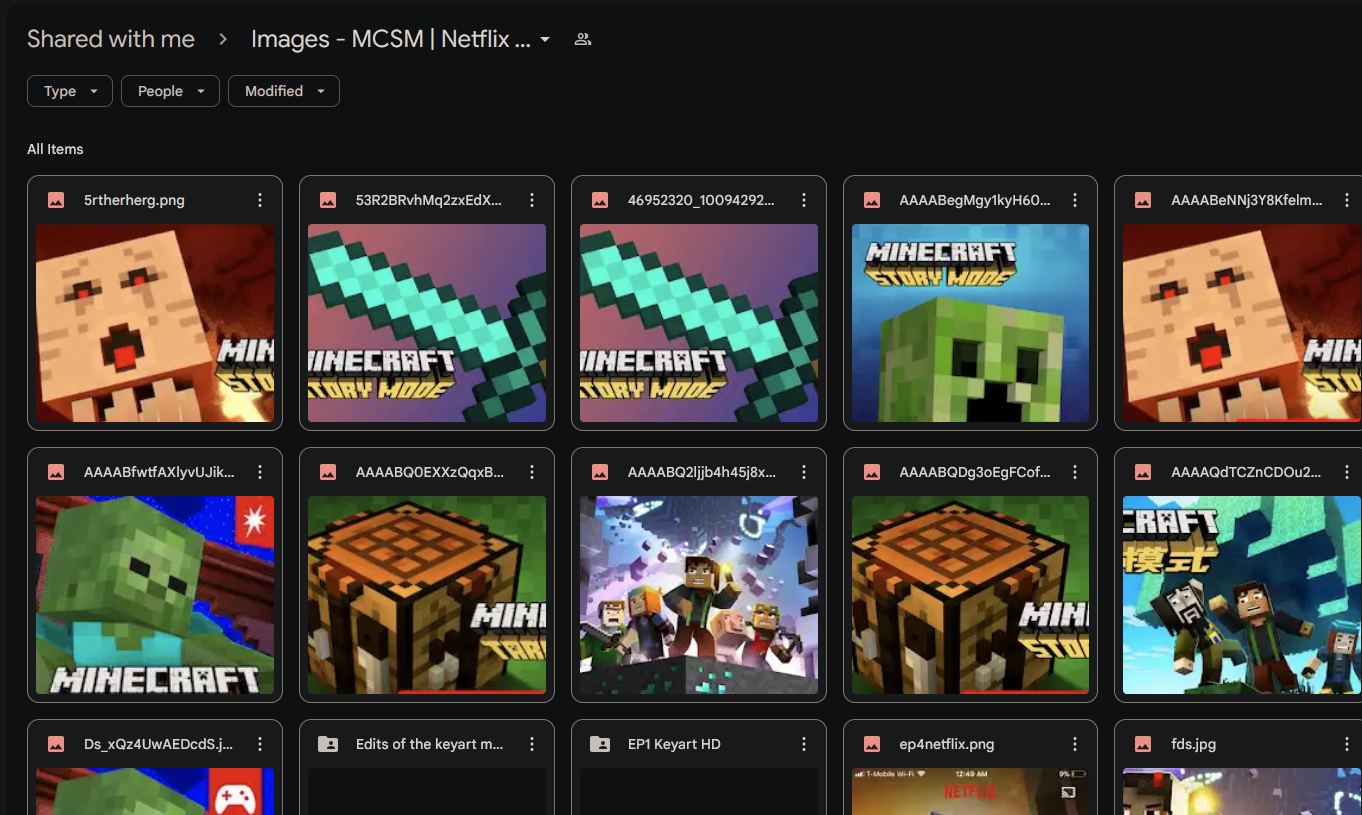 Shared with me > Images - MCSM | Netflix ...
Type People Modified
All Items
5rtherherg.png
53R2BRvhMq2zxEdX...
46952320_10094292...
AAAABegMgy1kyH60...
AAAABeNNj3Y8Kfelm...
MIN
STO
MINECRAFT
STORY MODE
MINECRAFT
STORY MODE
MINECRAFT
STORY MODE
MIN
STO
AAAABfwtfAXlyvUJik...
AAAABQ0EXXzQqxB...
AAAABQ2ljjb4h45j8x...
AAAABQDg3oEgFCof...
AAAAQdTCZnCDOu2...
MINECRAFT
MIN
MIN
STO
CRAFT
模式
Ds_xQz4UwAEDcdS.j...
Edits of the keyart m...
EP1 Keyart HD
ep4netflix.png
fds.jpg
T-Mobile Wi-Fi 12:49 AM 9%
NETFLIX